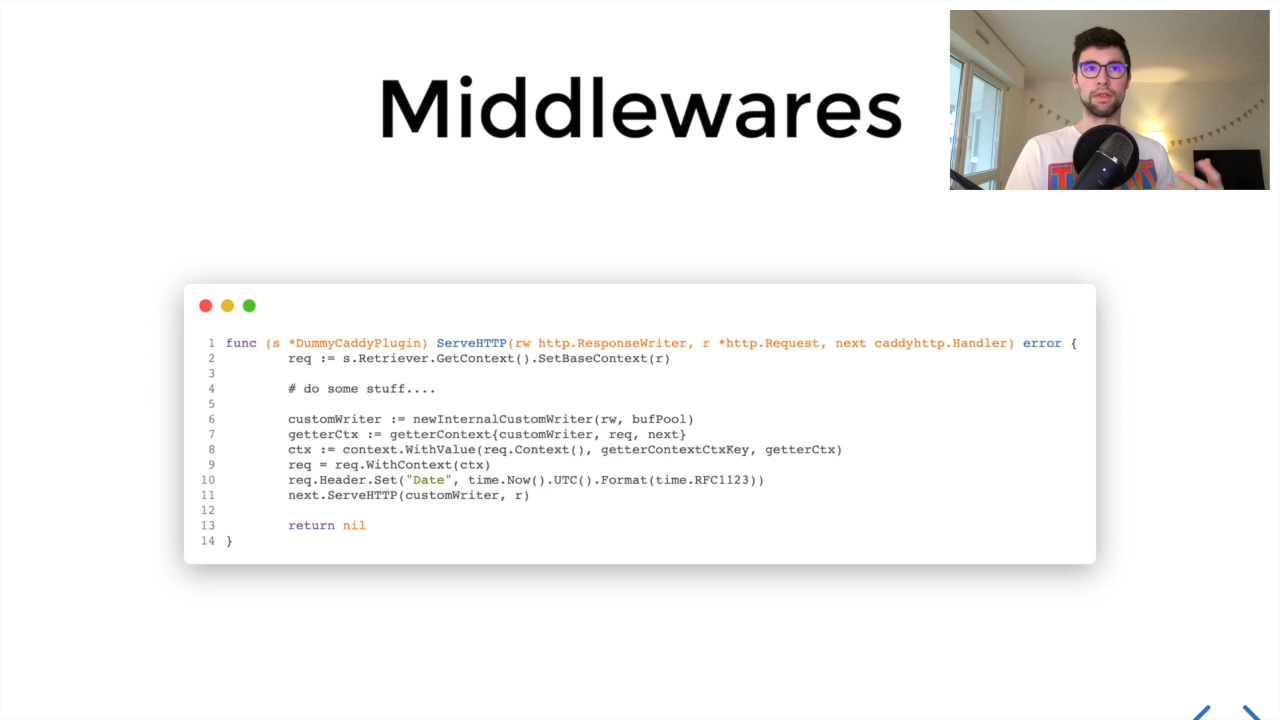 Middlewares
1 func (s *DummyCaddyPlugin) ServeHTTP(rw http.ResponseWriter, r *http.Request, next caddyhttp.Handler) error {
2 req := s.Retriever.GetContext().SetBaseContext(r)
3
4 # do some stuff....
5
6 customWriter := newInternalCustomWriter(rw, bufPool)
7 getterCtx := getterContext{customWriter, req, next}
8 ctx := context.WithValue(req.Context(), getterContextCtxKey, getterCtx)
9 req = req.WithContext(ctx)
10 req.Header.Set("Date", time.Now().UTC().Format(time.RFC1123))
11 next.ServeHTTP(customWriter, r)
12
13 return nil
14 }